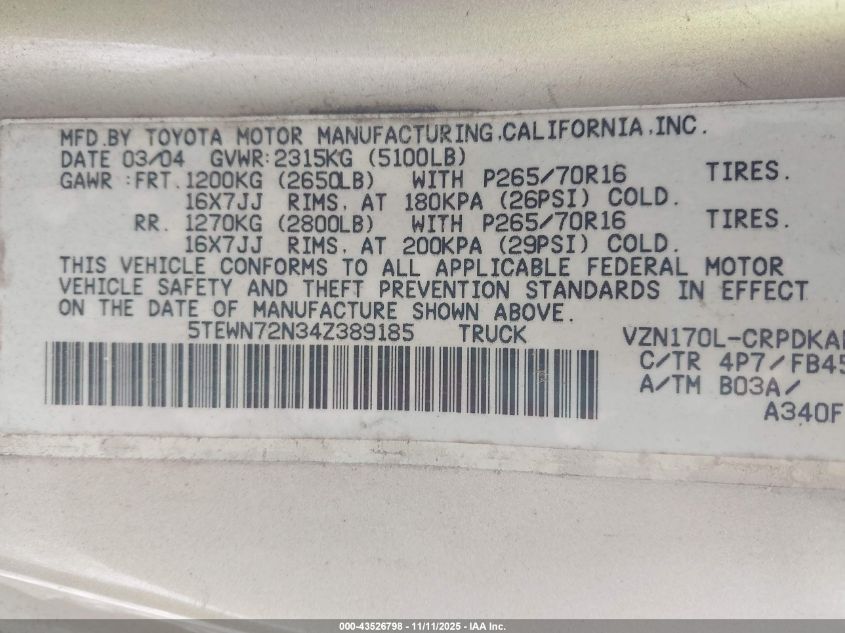 MFD.BY TOYOTA MOTOR MANUFACTURING.CALIFORNIA.INC.
DATE 03/04 GVWR:2315KG (5100LB)
GAWR :FRT.1200KG (2650LB) WITH P265/70R16 TIRES.
16X7JJ RIMS. AT 180KPA (26PSI) COLD.
RR. 1270KG (2800LB) WITH P265/70R16 TIRES.
16X7JJ RIMS. AT 200KPA (29PSI) COLD.
THIS VEHICLE CONFORMS TO ALL APPLICABLE FEDERAL MOTOR
VEHICLE SAFETY AND THEFT PREVENTION STANDARDS IN EFFECT
ON THE DATE OF MANUFACTURE SHOWN ABOVE.
5TEWN72N34Z389185 TRUCK VZN170L-CRPDKA
C/TR 4P7/FB45
A/TM B03A/
A340F
000-43526798 - 11/11/2025 - IAA Inc.